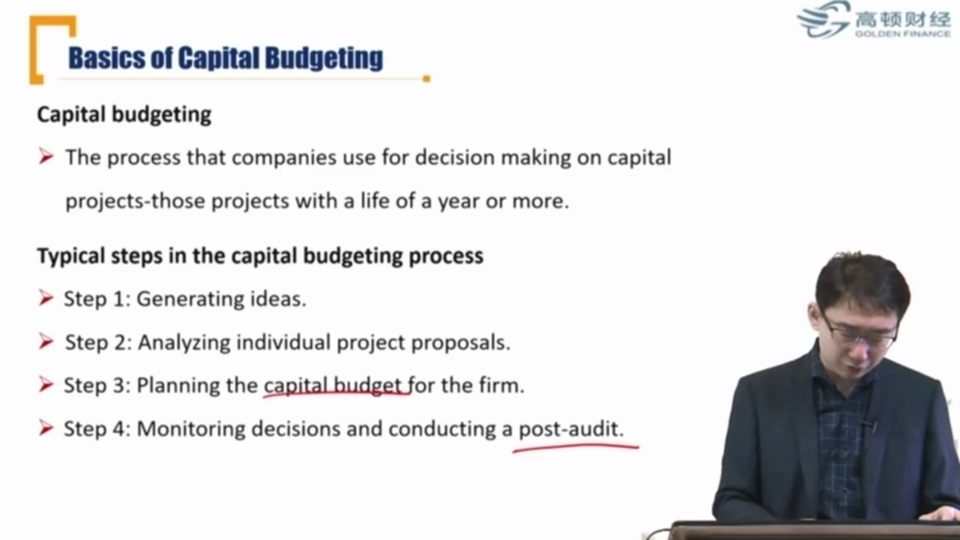 高顿财经
GOLDEN FINANCE
Basics of Capital Budgeting
Capital budgeting
The process that companies use for decision making on capital
projects-those projects with a life of a year or more.
Typical steps in the capital budgeting process
Step 1: Generating ideas.
Step 2: Analyzing individual project proposals.
Step 3: Planning the capital budget for the firm.
Step 4: Monitoring decisions and conducting a post-audit.